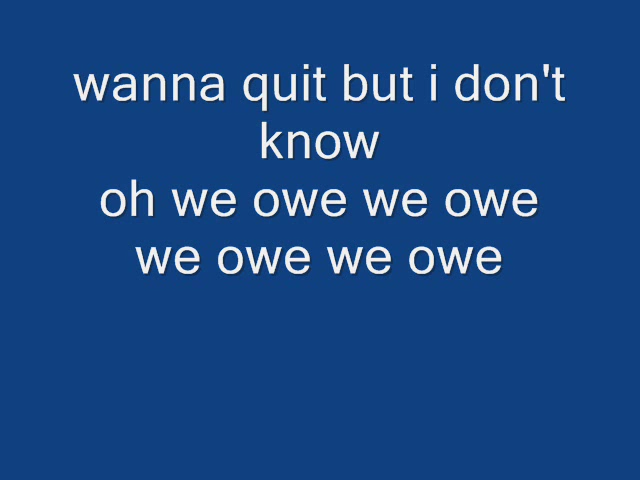 wanna quit but i don't
know
oh we owe we owe
we owe we owe